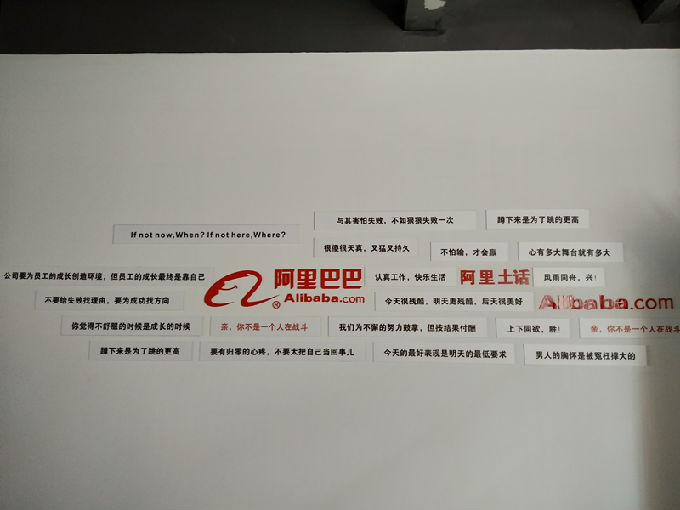 与其害怕失败，不如狠狠失败一次
蹲下来是为了跳的更高
If not now,When? If not here,Where?
很傻很天真，又猛又持久
不怕输，才会赢
心有多大舞台就有多大
公司要为员工的成长创造环境，但员工的成长最终是靠自己
阿里巴巴
Alibaba.com
认真工作，快乐生活
阿里土话
风雨同舟，兴！
不要给失败找理由，要为成功找方向
今天很残酷，明天更残酷，后天很美好
Alibaba.com
你觉得不舒服的时候是成长的时候
亲，你不是一个人在战斗
我们为不懈的努力鼓掌，但按结果付酬
上下同欲，胜！
亲，你不是一个人在战斗
蹲下来是为了跳的更高
要有归零的心态，不要太把自己当回事儿
今天的最好表现是明天的最低要求
男人的胸怀是被冤枉撑大的